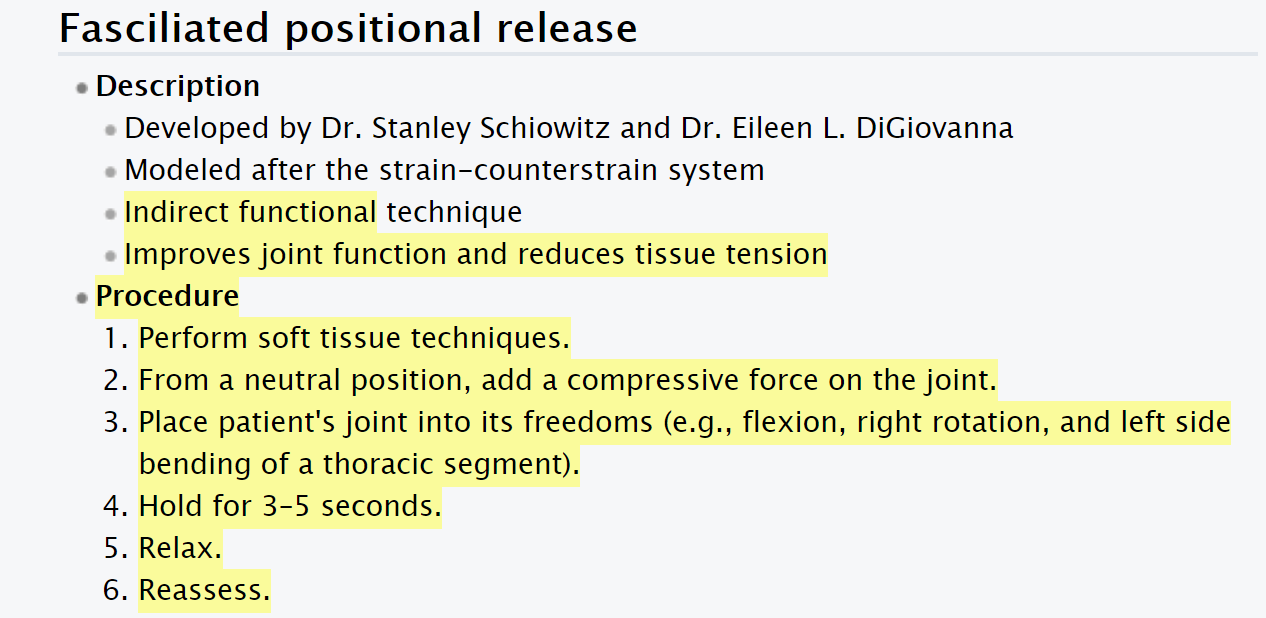 Fasciliated positional release
Description
Developed by Dr. Stanley Schiowitz and Dr. Eileen L. DiGiovanna
Modeled after the strain-counterstrain system
Indirect functional technique
Improves joint function and reduces tissue tension
Procedure
1. Perform soft tissue techniques.
2. From a neutral position, add a compressive force on the joint.
3. Place patient's joint into its freedoms (e.g., flexion, right rotation, and left side
bending of a thoracic segment).
4. Hold for 3–5 seconds.
5. Relax.
6. Reassess.